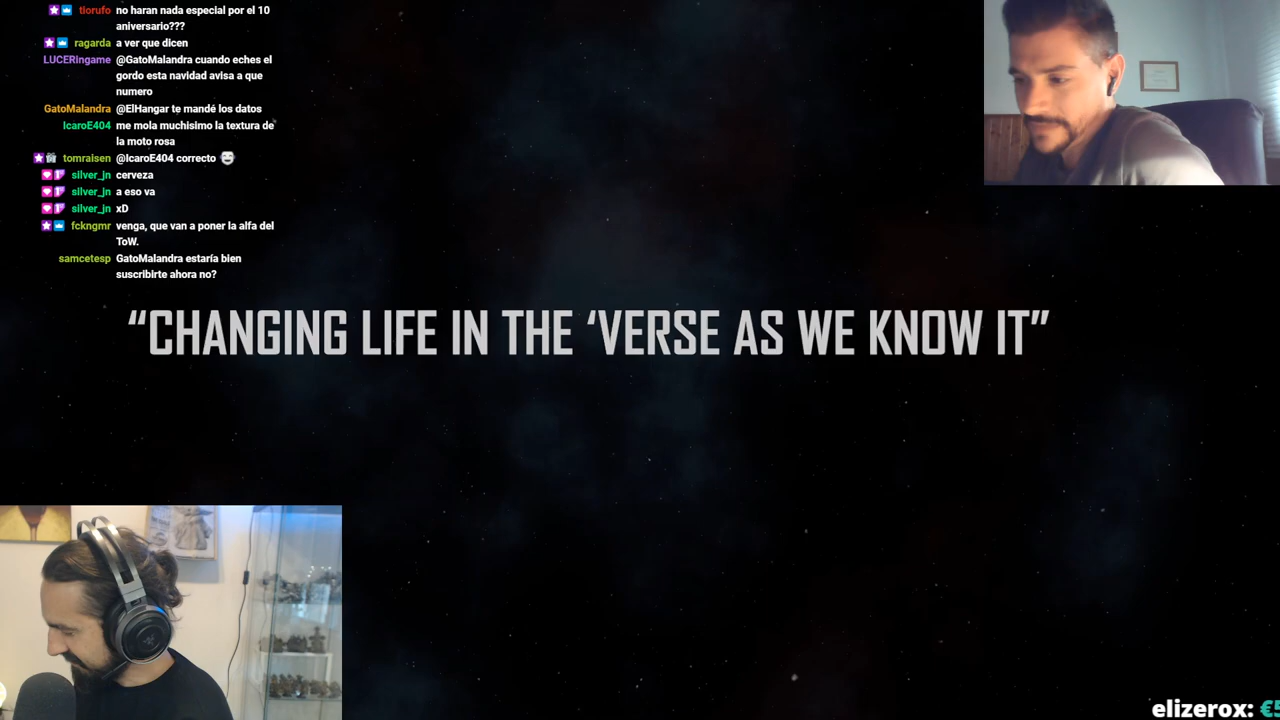 tiorufo no haran nada especial por el 10
aniversario???
ragarda a ver que dicen
LUCERIngame @GatoMalandra cuando eches el
gordo esta navidad avisa a que
numero
GatoMalandra @ElHangar te mandé los datos
IcaroE404 me mola muchisimo la textura de
la moto rosa
tomraisen @IcaroE404 correcto
silver_jn cerveza
silver_jn a eso va
silver_jn xD
fckngmr venga, que van a poner la alfa del
ToW.
samcetesp GatoMalandra estaría bien
suscribirte ahora no?
“CHANGING LIFE IN THE ‘VERSE AS WE KNOW IT”
elizerox: €